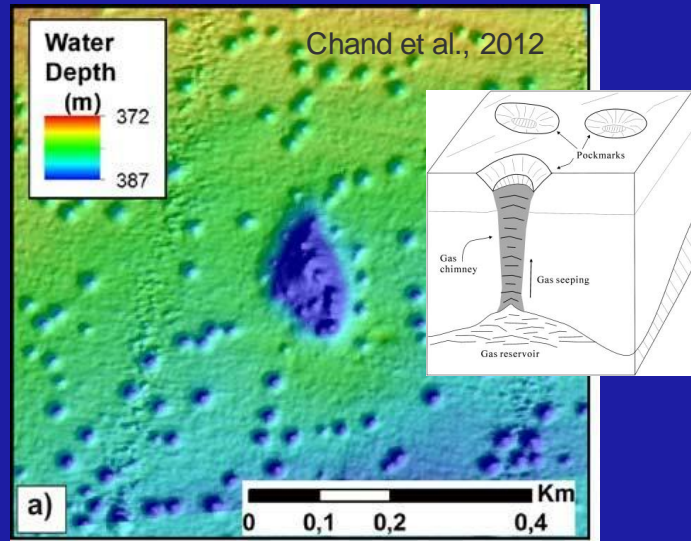 Water
Depth
(m)
372
387
Chand et al., 2012
Pockmarks
Gas
chimney
Gas seeping
Gas reservoir
a)
Km
0
0,1
0,2
0,4